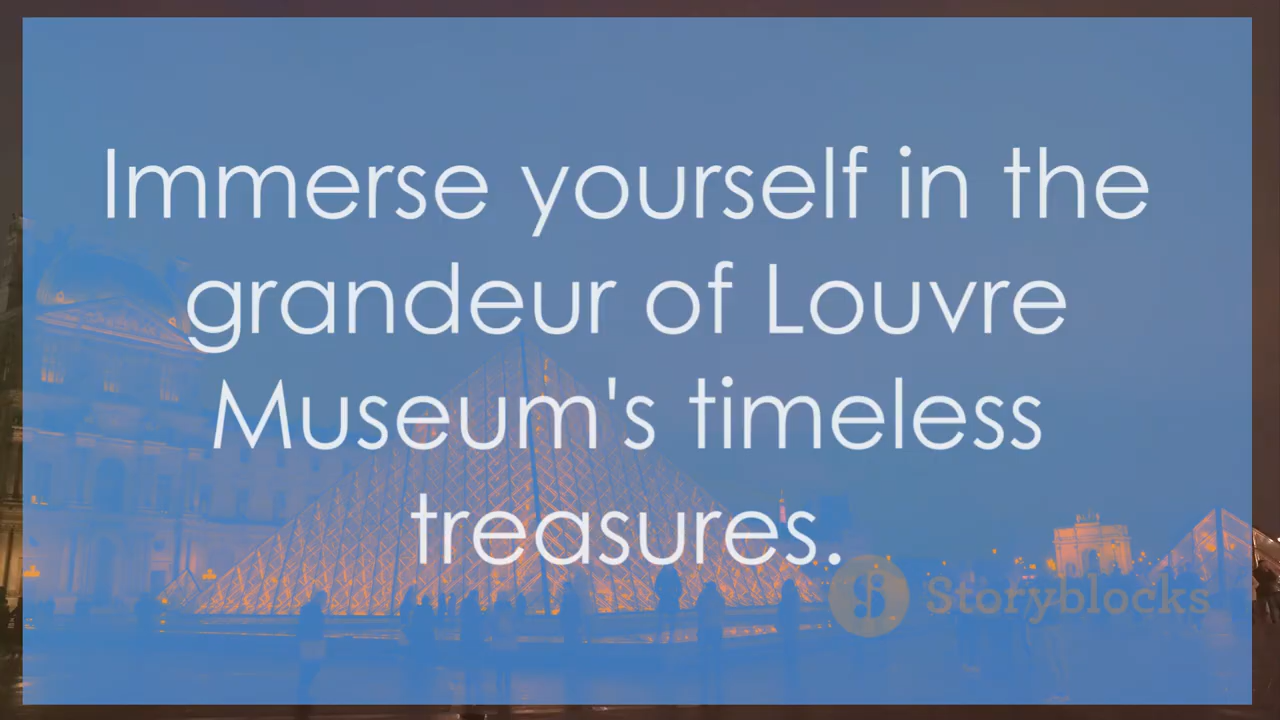 Immerse yourself in the
grandeur of Louvre
Museum's timeless
treasures.
Storyblocks